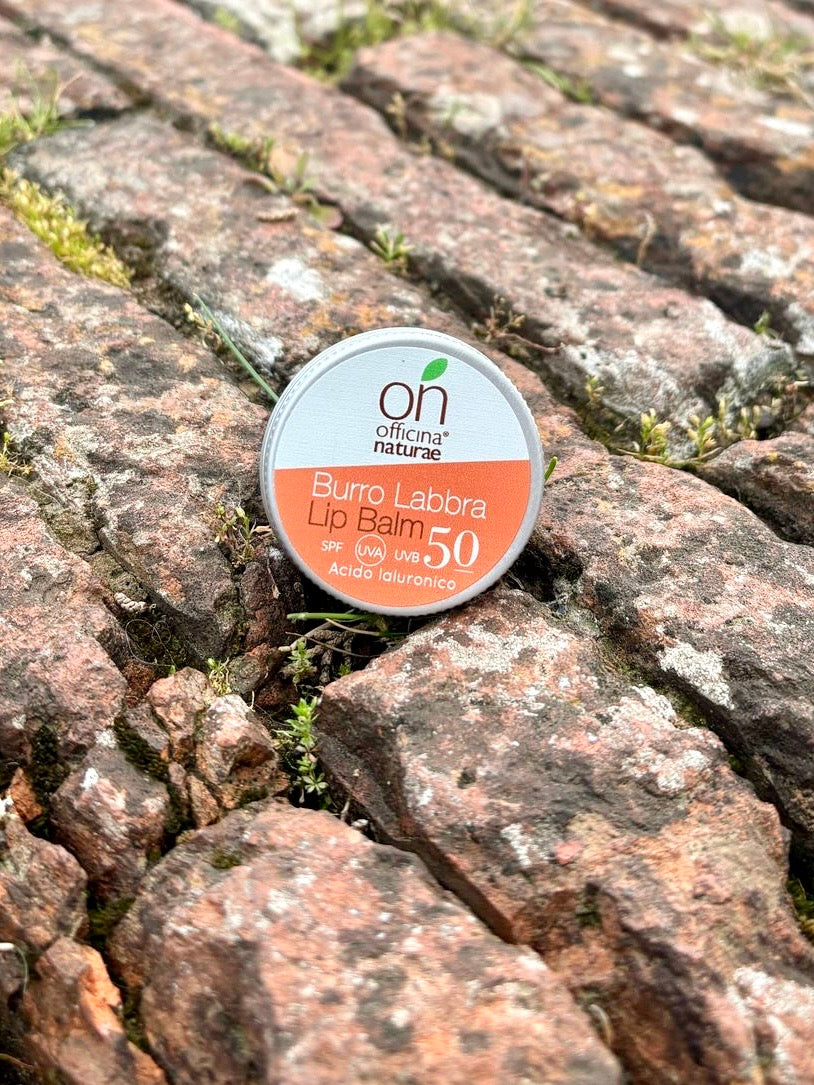 on
officina®
naturae
Burro Labbra
Lip Balm
SPF UVA UVB 50
Acido Ialuronico